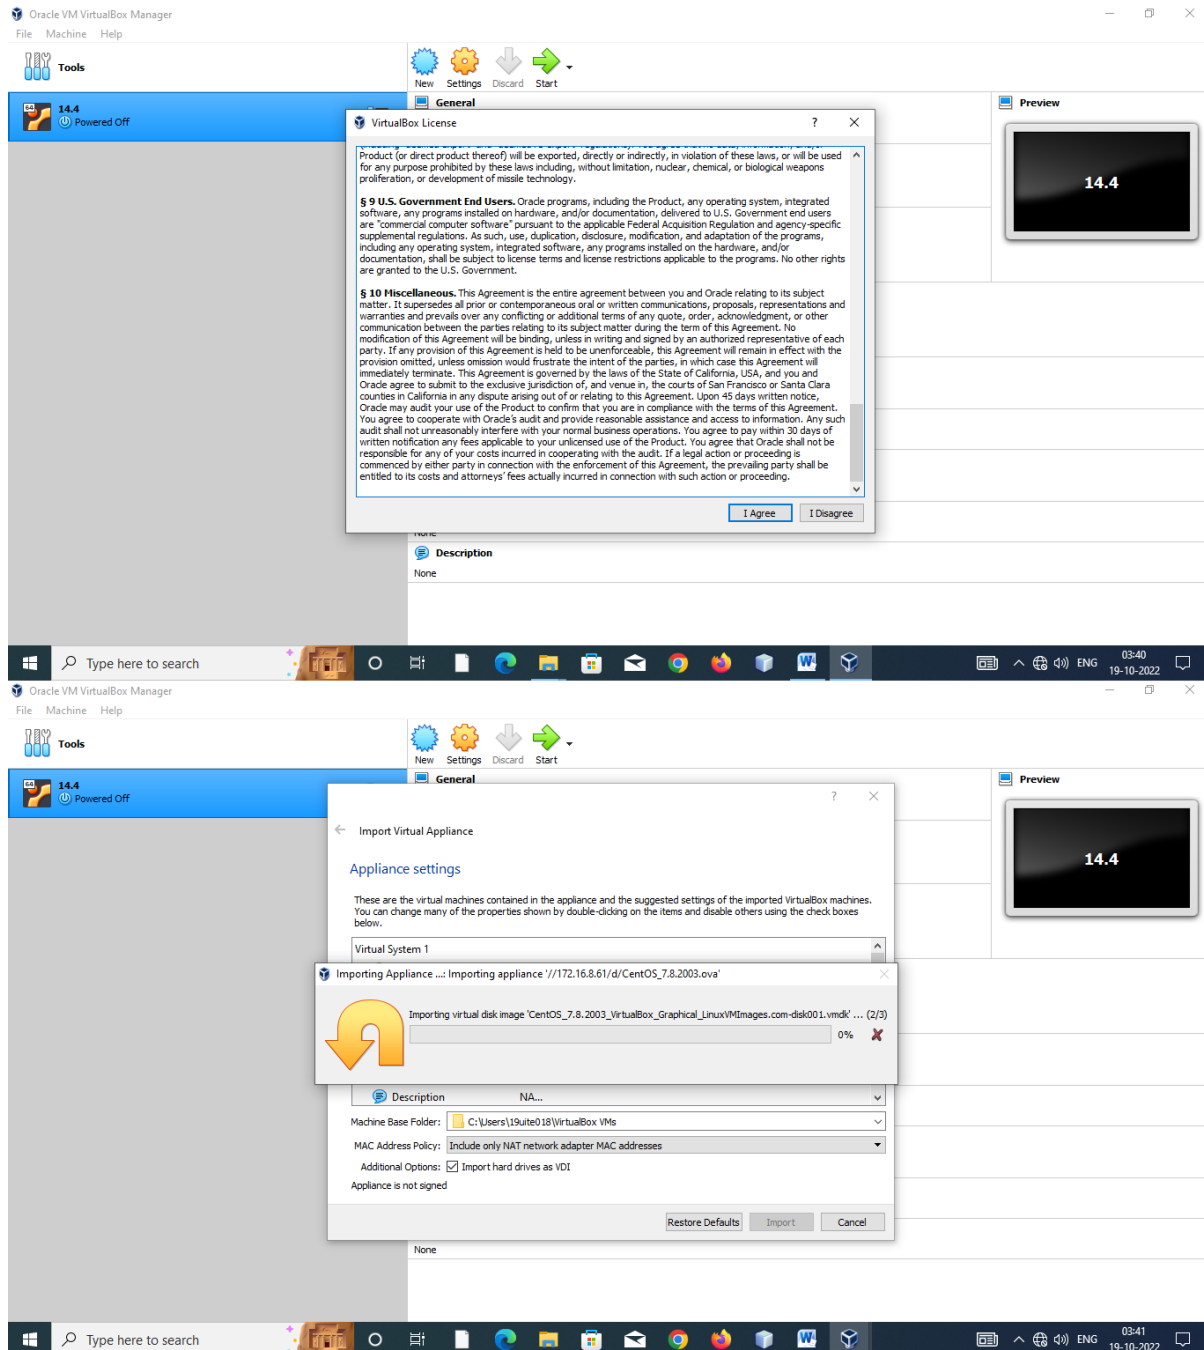 Oracle VM VirtualBox Manager
File Machine Help
Tools
New Settings Discard Start
14.4
Powered Off
General
Preview
14.4
VirtualBox License
?
Product (or direct product thereof) will be exported, directly or indirectly, in violation of these laws, or will be used
for any purpose prohibited by these laws including, without limitation, nuclear, chemical, or biological weapons
proliferation, or development of missile technology.
§ 9 U.S. Government End Users. Oracle programs, including the Product, any operating system, integrated
software, any programs installed on hardware, and/or documentation, delivered to U.S. Government end users
are "commercial computer software" pursuant to the applicable Federal Acquisition Regulation and agency-specific
supplemental regulations. As such, use, duplication, disclosure, modification, and adaptation of the programs,
including any operating system, integrated software, any programs installed on the hardware, and/or
documentation, shall be subject to license terms and license restrictions applicable to the programs. No other rights
are granted to the U.S. Government.
§ 10 Miscellaneous. This Agreement is the entire agreement between you and Oracle relating to its subject
matter. It supersedes all prior or contemporaneous oral or written communications, proposals, representations and
warranties and prevails over any conflicting or additional terms of any quote, order, acknowledgment, or other
communication between the parties relating to its subject matter during the term of this Agreement. No
modification of this Agreement will be binding, unless in writing and signed by an authorized representative of each
party. If any provision of this Agreement is held to be unenforceable, this Agreement will remain in effect with the
provision omitted, unless omission would frustrate the intent of the parties, in which case this Agreement will
immediately terminate. This Agreement is governed by the laws of the State of California, USA, and you and
Oracle agree to submit to the exclusive jurisdiction of, and venue in, the courts of San Francisco or Santa Clara
counties in California in any dispute arising out of or relating to this Agreement. Upon 45 days written notice,
Oracle may audit your use of the Product to confirm that you are in compliance with the terms of this Agreement.
You agree to cooperate with Oracle's audit and provide reasonable assistance and access to information. Any such
audit shall not unreasonably interfere with your normal business operations. You agree to pay within 30 days of
written notification any fees applicable to your unlicensed use of the Product. You agree that Oracle shall not be
responsible for any of your costs incurred in cooperating with the audit. If a legal action or proceeding is
commenced by either party in connection with the enforcement of this Agreement, the prevailing party shall be
entitled to its costs and attorneys' fees actually incurred in connection with such action or proceeding.
I Agree I Disagree
None
Description
None
Type here to search
ENG
03:40
19-10-2022
Oracle VM VirtualBox Manager
File Machine Help
Tools
New Settings Discard Start
64
14.4
Powered Off
General
Preview
14.4
?
Import Virtual Appliance
Appliance settings
These are the virtual machines contained in the appliance and the suggested settings of the imported VirtualBox machines.
You can change many of the properties shown by double-clicking on the items and disable others using the check boxes
below.
Virtual System 1
Importing Appliance ...: Importing appliance '//172.16.8.61/d/CentOS_7.8.2003.ova'
Importing virtual disk image 'CentOS_7.8.2003_VirtualBox_Graphical_LinuxVMImages.com-disk001.vmdk' ... (2/3)
0%
Description NA...
Machine Base Folder: C:\Users\19uite018\VirtualBox VMs
MAC Address Policy: Include only NAT network adapter MAC addresses
Additional Options: Import hard drives as VDI
Appliance is not signed
Restore Defaults Import Cancel
None
Type here to search
ENG
03:41
19-10-2022